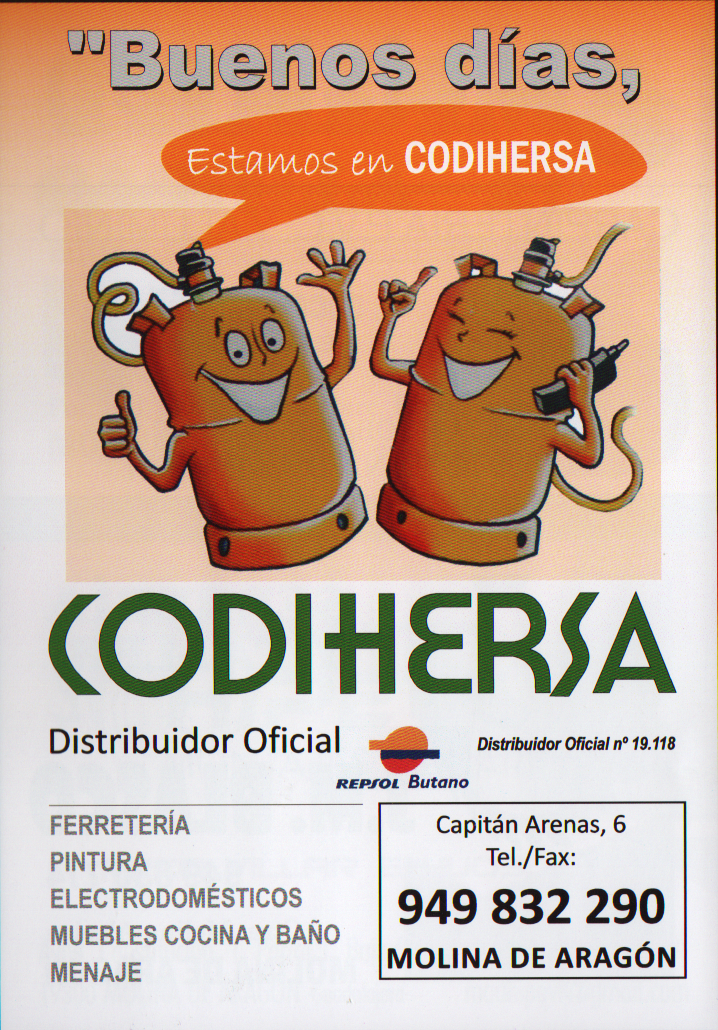 "Buenos días,
Estamos en CODIHERSA
CODIHERSA
Distribuidor Oficial
REPSOL Butano
Distribuidor Oficial nº 19.118
FERRETERÍA
PINTURA
ELECTRODOMÉSTICOS
MUEBLES COCINA Y BAÑO
MENAJE
Capitán Arenas, 6
Tel./Fax:
949 832 290
MOLINA DE ARAGÓN